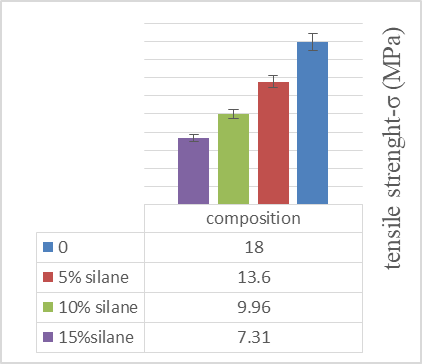 tensile strenght-σ (MPa)
composition
0 18
5% silane 13.6
10% silane 9.96
15%silane 7.31